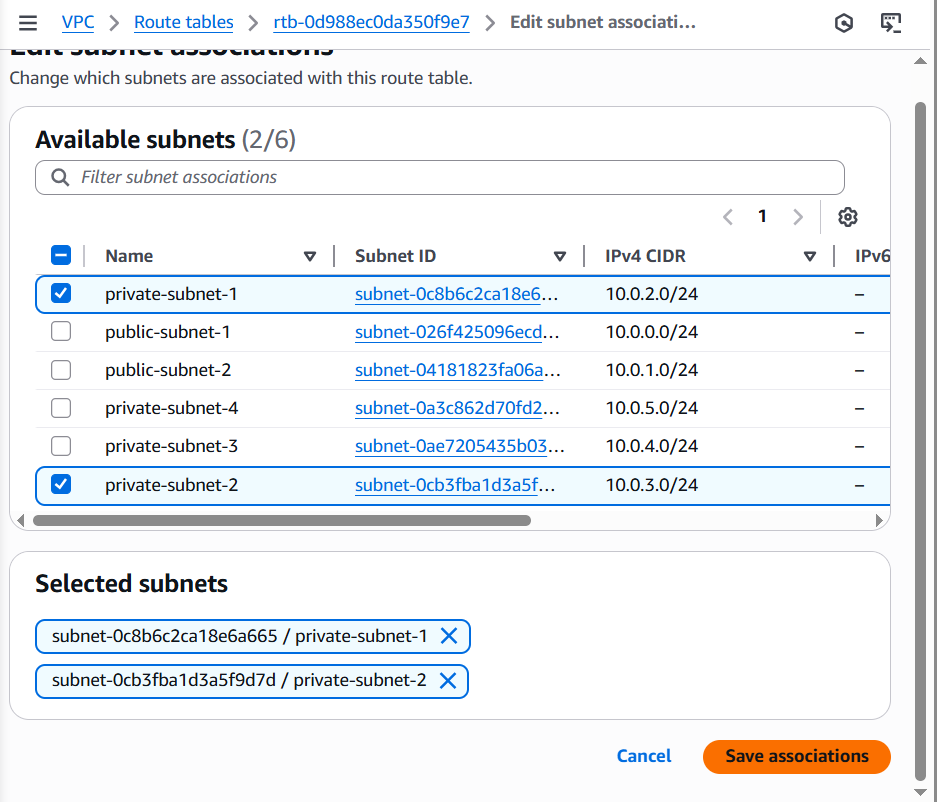 VPC > Route tables > rtb-0d988ec0da350f9e7 > Edit subnet associati...
Edit subnet associations
Change which subnets are associated with this route table.
Available subnets (2/6)
Filter subnet associations
1
Name Subnet ID IPv4 CIDR IPv6
private-subnet-1 subnet-0c8b6c2ca18e6... 10.0.2.0/24 –
public-subnet-1 subnet-026f425096ecd... 10.0.0.0/24 –
public-subnet-2 subnet-04181823fa06a... 10.0.1.0/24 –
private-subnet-4 subnet-0a3c862d70fd2... 10.0.5.0/24 –
private-subnet-3 subnet-0ae7205435b03... 10.0.4.0/24 –
private-subnet-2 subnet-0cb3fba1d3a5f... 10.0.3.0/24 –
Selected subnets
subnet-0c8b6c2ca18e6a665 / private-subnet-1
subnet-0cb3fba1d3a5f9d7d / private-subnet-2
Cancel Save associations